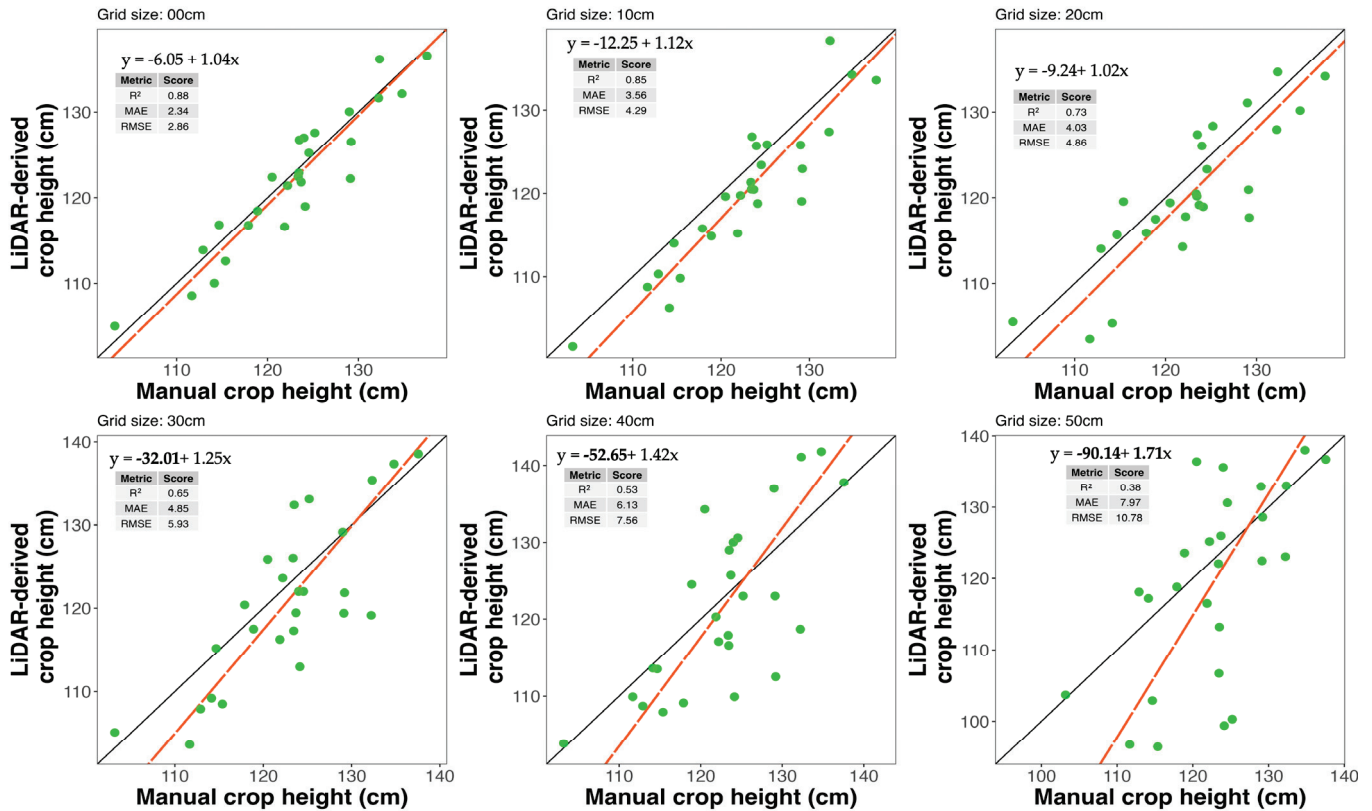 Grid size: 00cm
y = -6.05 + 1.04x
Metric Score
R² 0.88
MAE 2.34
RMSE 2.86
130
120
110
110 120 130
LiDAR-derived
crop height (cm)
Manual crop height (cm)
Grid size: 10cm
y = -12.25 + 1.12x
Metric Score
R² 0.85
MAE 3.56
RMSE 4.29
130
120
110
110 120 130
LiDAR-derived
crop height (cm)
Manual crop height (cm)
Grid size: 20cm
y = -9.24+ 1.02x
Metric Score
R² 0.73
MAE 4.03
RMSE 4.86
130
120
110
110 120 130
LiDAR-derived
crop height (cm)
Manual crop height (cm)
Grid size: 30cm
y = -32.01+ 1.25x
Metric Score
R² 0.65
MAE 4.85
RMSE 5.93
140
130
120
110
110 120 130 140
LiDAR-derived
crop height (cm)
Manual crop height (cm)
Grid size: 40cm
y = -52.65+ 1.42x
Metric Score
R² 0.53
MAE 6.13
RMSE 7.56
140
130
120
110
110 120 130 140
LiDAR-derived
crop height (cm)
Manual crop height (cm)
Grid size: 50cm
y = -90.14+ 1.71x
Metric Score
R² 0.38
MAE 7.97
RMSE 10.78
140
130
120
110
100
100 110 120 130 140
LiDAR-derived
crop height (cm)
Manual crop height (cm)